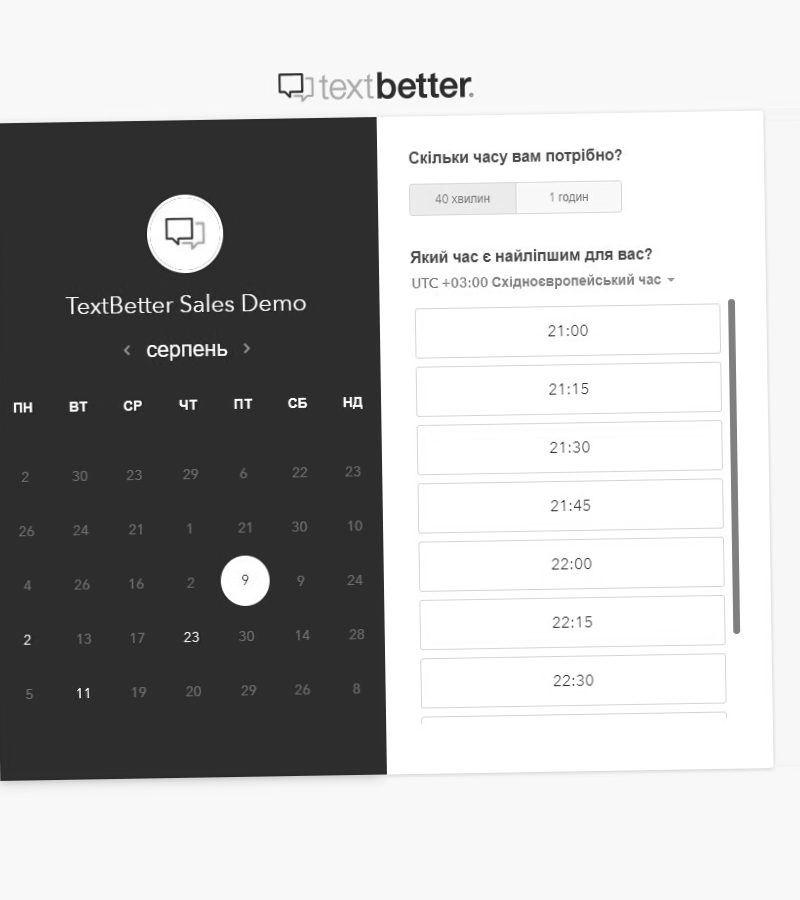 textbetter.
TextBetter Sales Demo
серпень
ПН ВТ СР ЧТ ПТ СБ НД
2 30 23 29 6 22 23
26 24 21 1 21 30 10
4 26 16 2 9 9 24
2 13 17 23 30 14 28
5 11 19 20 29 26 8
Скільки часу вам потрібно?
40 хвилин 1 годин
Який час є найліпшим для вас?
UTC +03:00 Східноєвропейський час
21:00
21:15
21:30
21:45
22:00
22:15
22:30